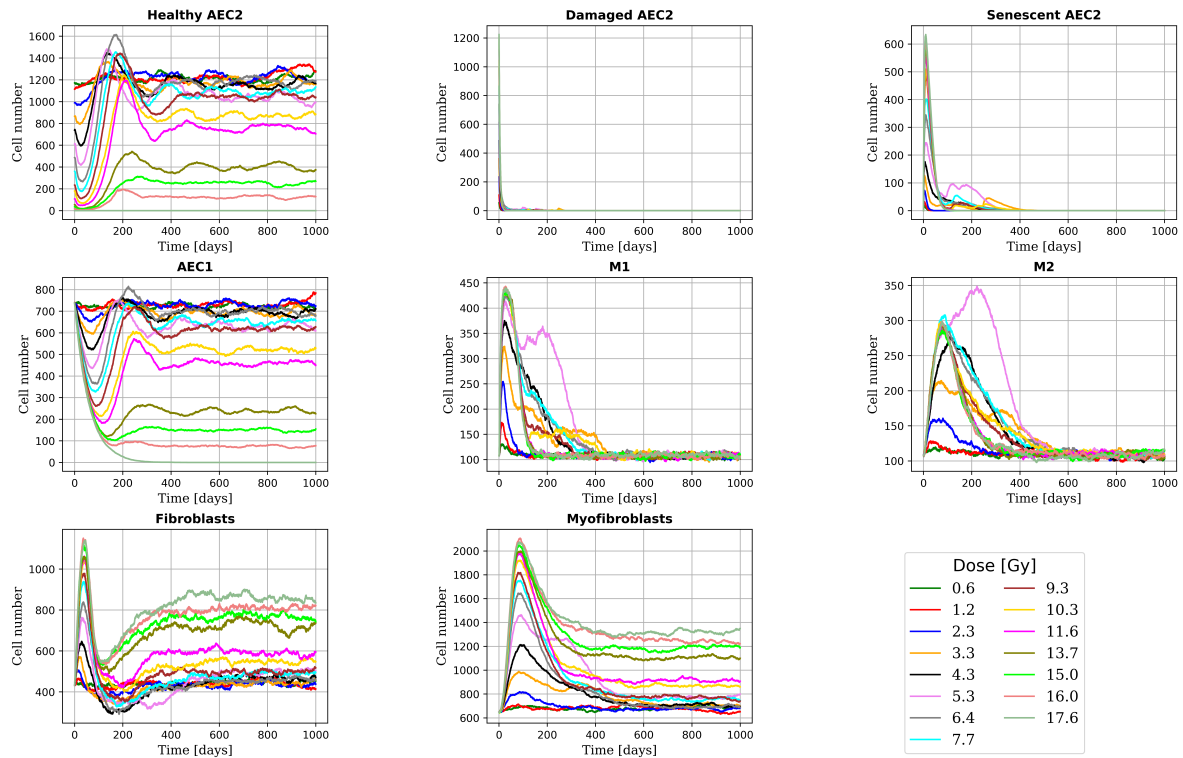 Healthy AEC2
Damaged AEC2
Senescent AEC2
1600
1400
1200
1000
800
600
400
200
0
Cell number
0 200 400 600 800 1000
Time [days]
1200
1000
800
600
400
200
0
Cell number
0 200 400 600 800 1000
Time [days]
600
500
400
300
200
100
0
Cell number
0 200 400 600 800 1000
Time [days]
AEC1
M1
M2
800
700
600
500
400
300
200
100
0
Cell number
0 200 400 600 800 1000
Time [days]
450
400
350
300
250
200
150
100
Cell number
0 200 400 600 800 1000
Time [days]
350
300
250
200
150
100
Cell number
0 200 400 600 800 1000
Time [days]
Fibroblasts
Myofibroblasts
1000
800
600
400
Cell number
0 200 400 600 800 1000
Time [days]
2000
1800
1600
1400
1200
1000
800
600
Cell number
0 200 400 600 800 1000
Time [days]
Dose [Gy]
0.6 9.3
1.2 10.3
2.3 11.6
3.3 13.7
4.3 15.0
5.3 16.0
6.4 17.6
7.7